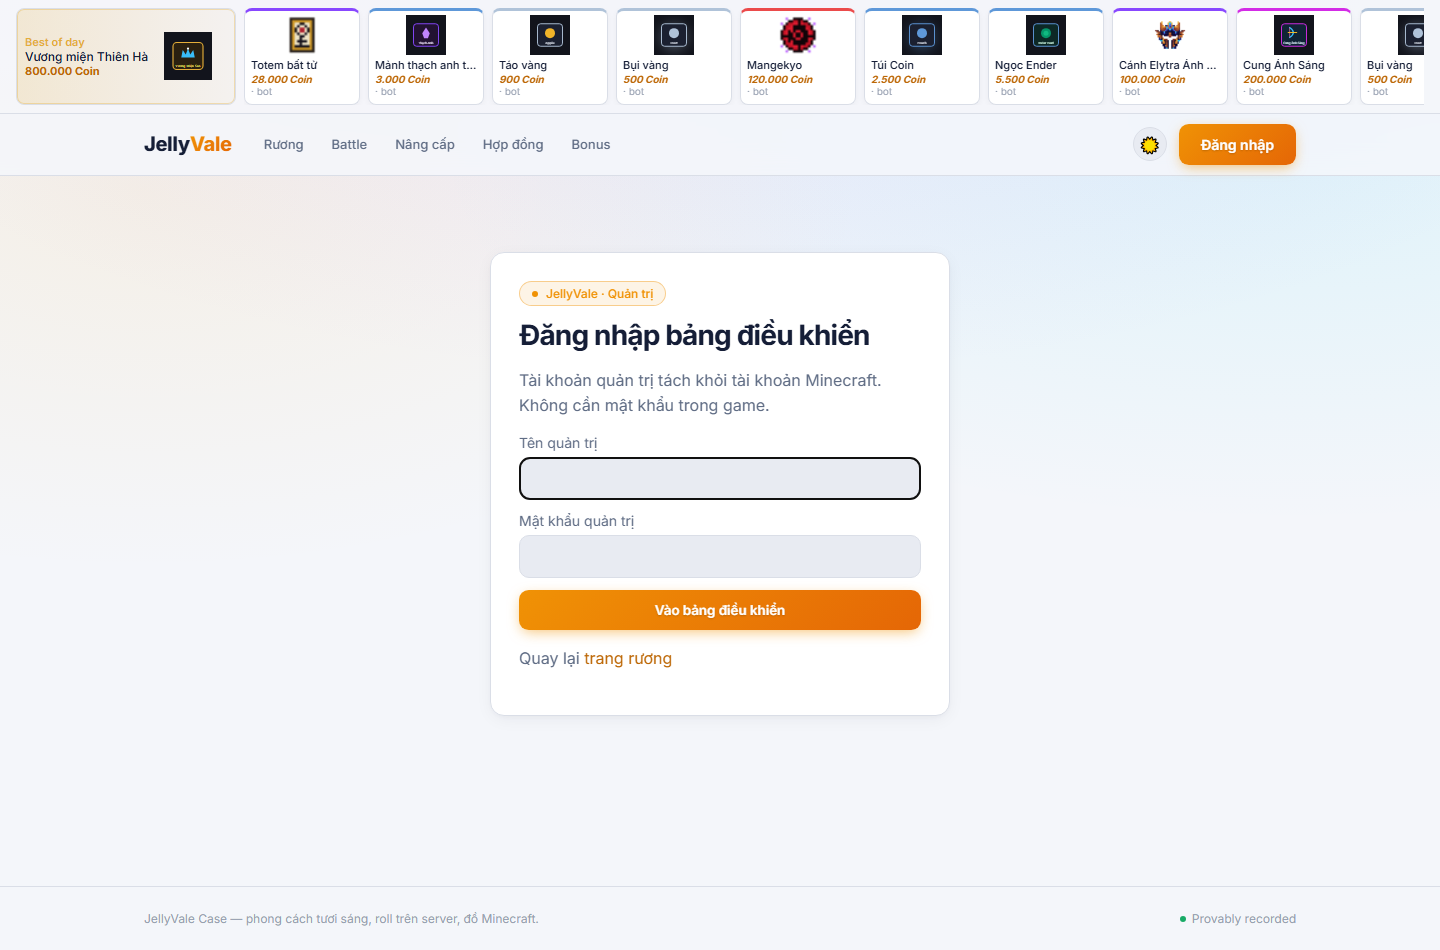 Best of day
Vương miện Thiên Hà
800.000 Coin
Totem bất tử
28.000 Coin
· bot
Mảnh thạch anh t...
3.000 Coin
· bot
Táo vàng
900 Coin
· bot
Bụi vàng
500 Coin
· bot
Mangekyo
120.000 Coin
· bot
Túi Coin
2.500 Coin
· bot
Ngọc Ender
5.500 Coin
· bot
Cánh Elytra Ánh ...
100.000 Coin
· bot
Cung Ánh Sáng
200.000 Coin
· bot
Bụi vàng
500 Coin
· bot
JellyVale
Rương
Battle
Nâng cấp
Hợp đồng
Bonus
Đăng nhập
JellyVale · Quản trị
Đăng nhập bảng điều khiển
Tài khoản quản trị tách khỏi tài khoản Minecraft.
Không cần mật khẩu trong game.
Tên quản trị
Mật khẩu quản trị
Vào bảng điều khiển
Quay lại trang rương
JellyVale Case — phong cách tươi sáng, roll trên server, đồ Minecraft.
Provably recorded